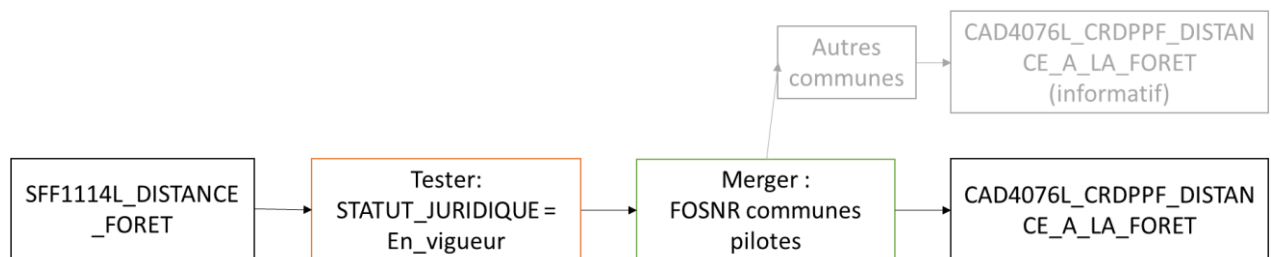 Autres
communes
CAD4076L_CRDPPF_DISTAN
CE_A_LA_FORET
(informatif)
SFF1114L_DISTANCE
_FORET
Tester:
STATUT_JURIDIQUE =
En_vigueur
Merger :
FOSNR communes
pilotes
CAD4076L_CRDPPF_DISTAN
CE_A_LA_FORET